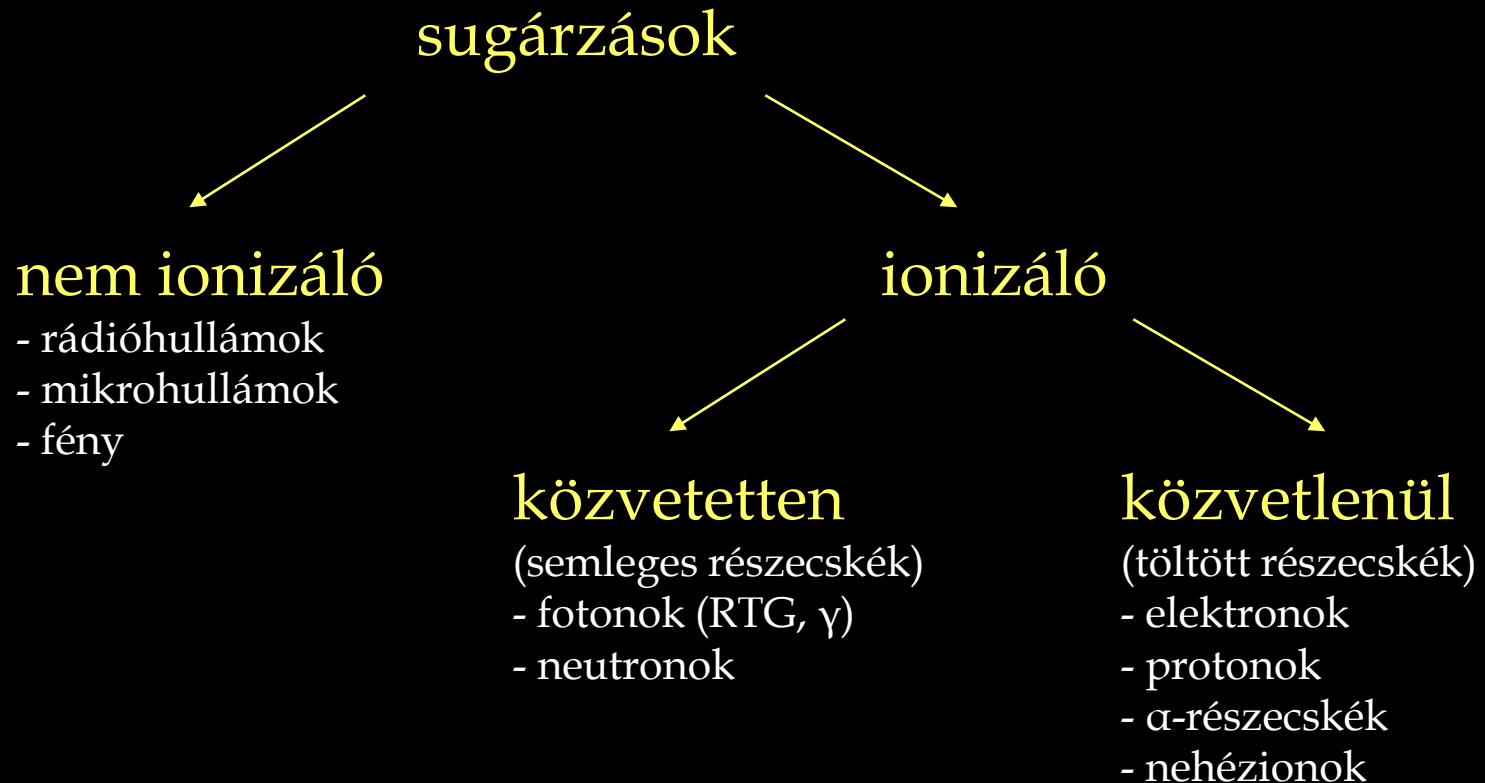 sugárzások
nem ionizáló
- rádióhullámok
- mikrohullámok
- fény
ionizáló
közvetetten
(semleges részecskék)
- fotonok (RTG, γ)
- neutronok
közvetlenül
(töltött részecskék)
- elektronok
- protonok
- α-részecskék
- nehézionok